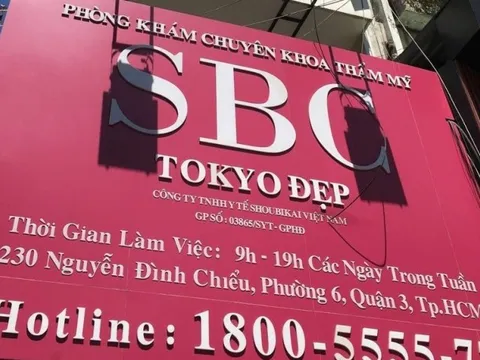 PHÒNG KHÁM CHUYÊN KHOA THẨM MỸ
SBC
TOKYO ĐẸP
CÔNG TY TNHH Y TẾ SHOUBIKAI VIỆT NAM
GP SỐ : 03865/SYT - GPHĐ
Thời Gian Làm Việc: 9h - 19h Các Ngày Trong Tuần
230 Nguyễn Đình Chiểu, Phường 6, Quận 3, Tp.HCM
Hotline : 1800-5555-7